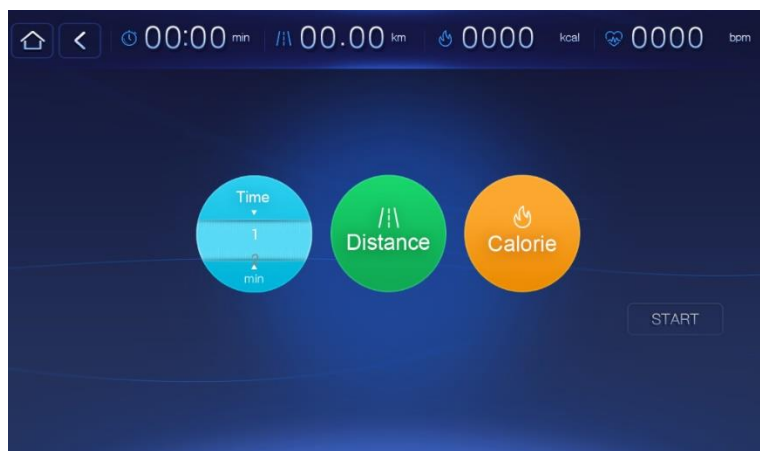 00:00 min 00.00 km 0000 kcal 0000 bpm
Time
1
2
min
Distance
Calorie
START